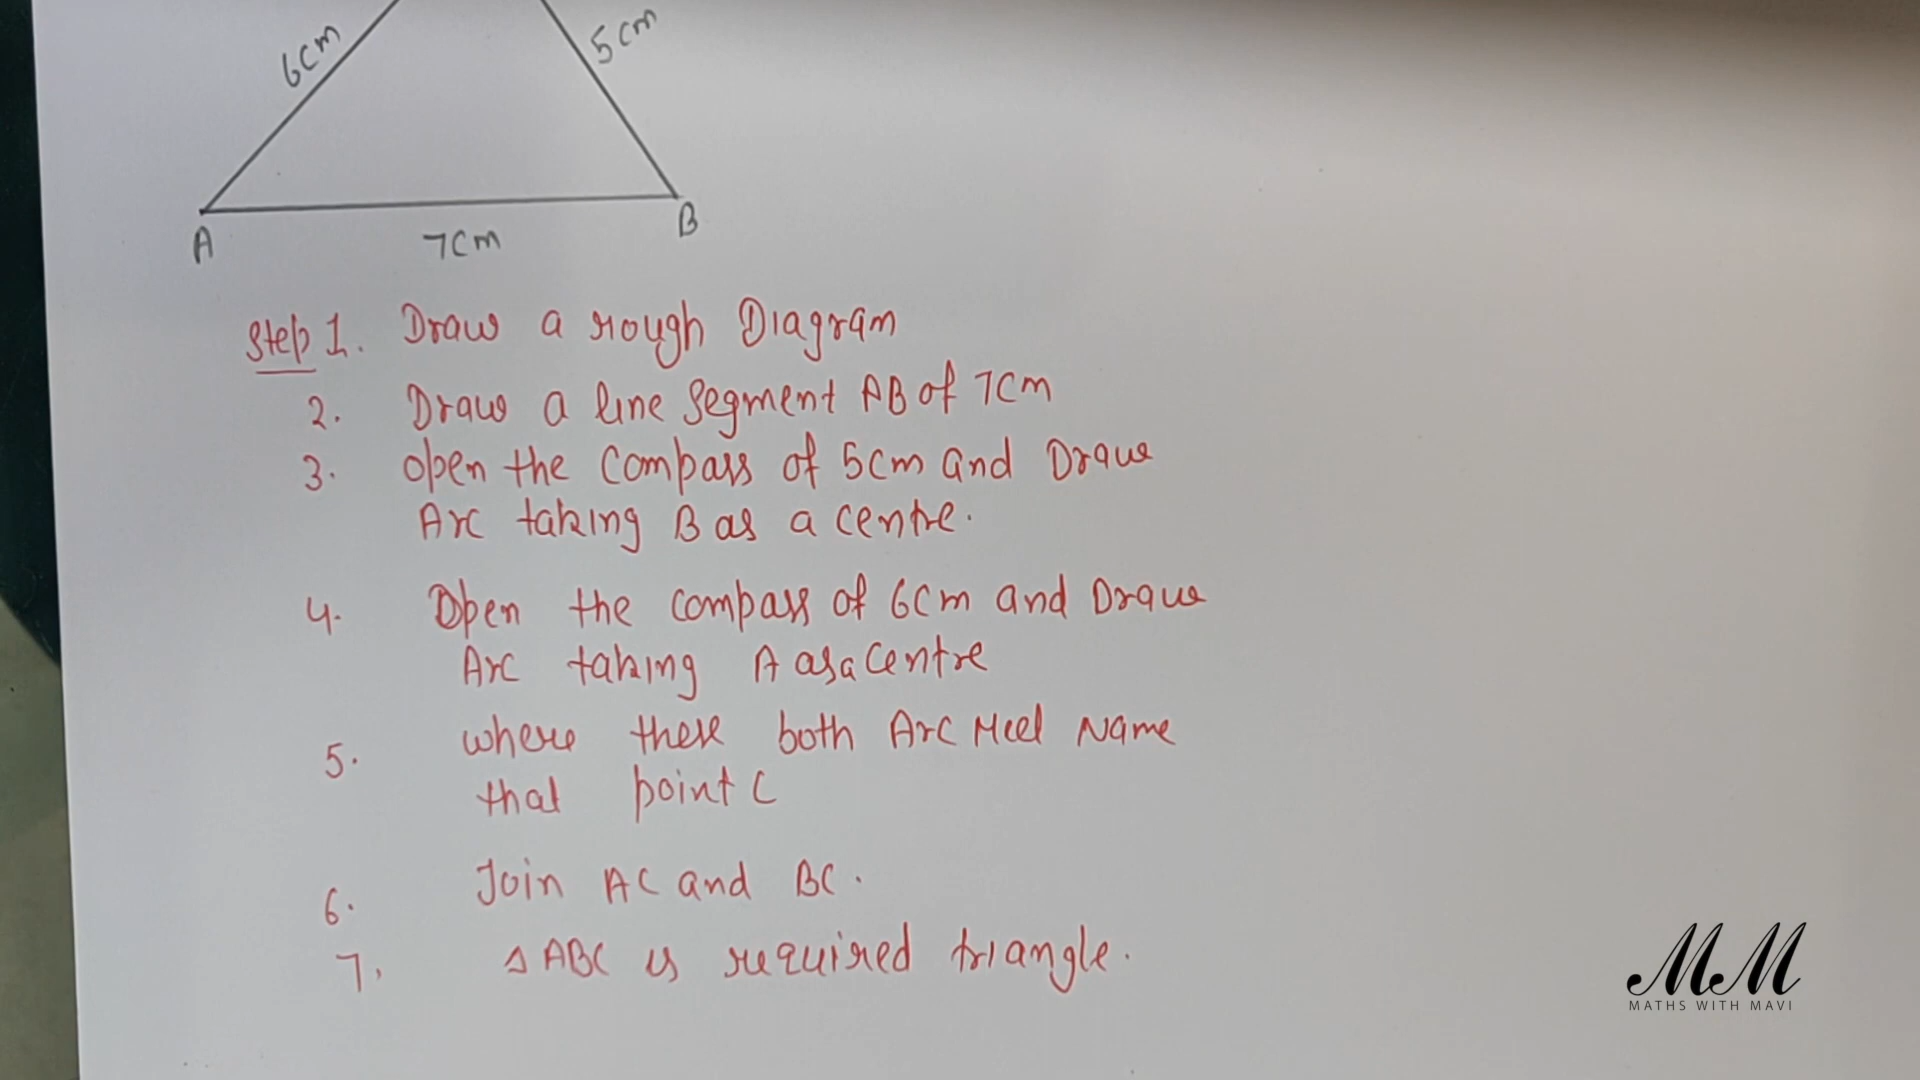 6cm
5cm
A
B
7cm
Step 1. Draw a rough Diagram
2. Draw a line segment AB of 7cm
3. Open the compass of 5cm and Draw
Arc taking B as a centre.
4. Open the compass of 6cm and Draw
Arc taking A as a centre
5. where these both Arc Meet Name
that point C
6. Join AC and BC.
7. △ABC is required triangle.
MM
MATHS WITH MAVI